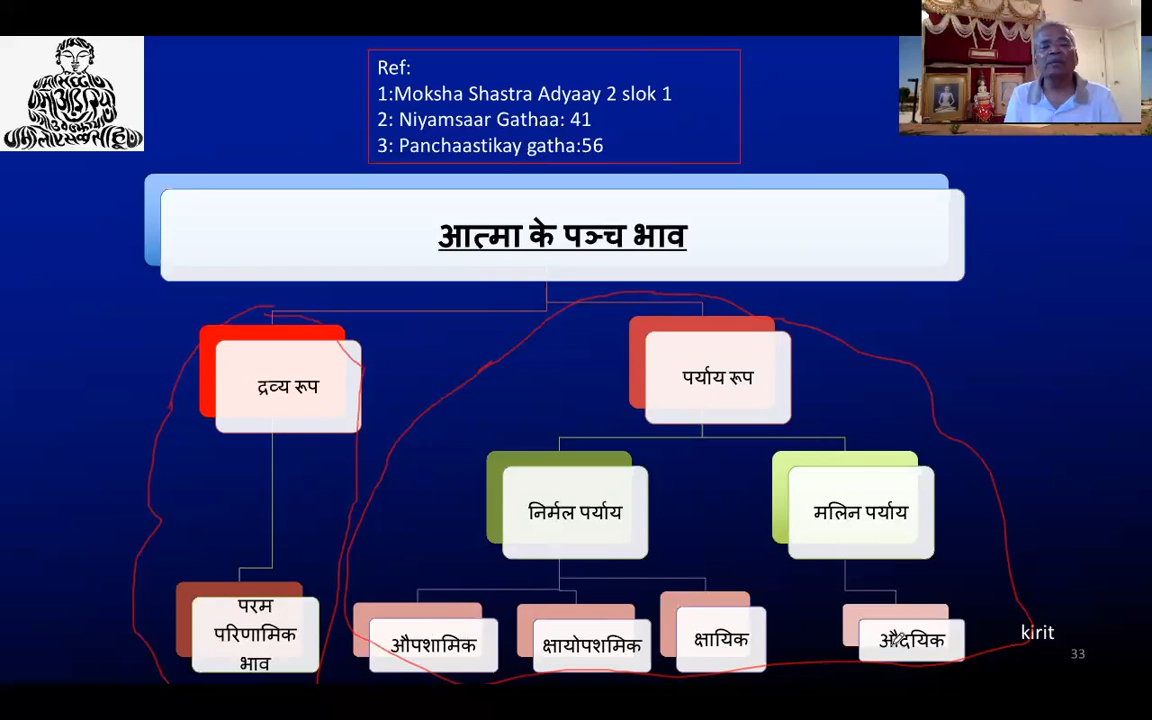 Ref:
1:Moksha Shastra Adyaay 2 slok 1
2: Niyamsaar Gathaa: 41
3: Panchaastikay gatha:56
आत्मा के पञ्च भाव
द्रव्य रूप
पर्याय रूप
निर्मल पर्याय
मलिन पर्याय
परम
परिणामिक
भाव
औपशामिक
क्षायोपशमिक
क्षायिक
औदयिक
kirit
33